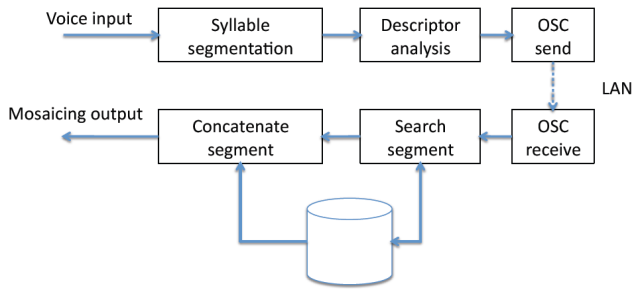 Voice input
Syllable
segmentation
Descriptor
analysis
OSC
send
LAN
Mosaicing output
Concatenate
segment
Search
segment
OSC
receive